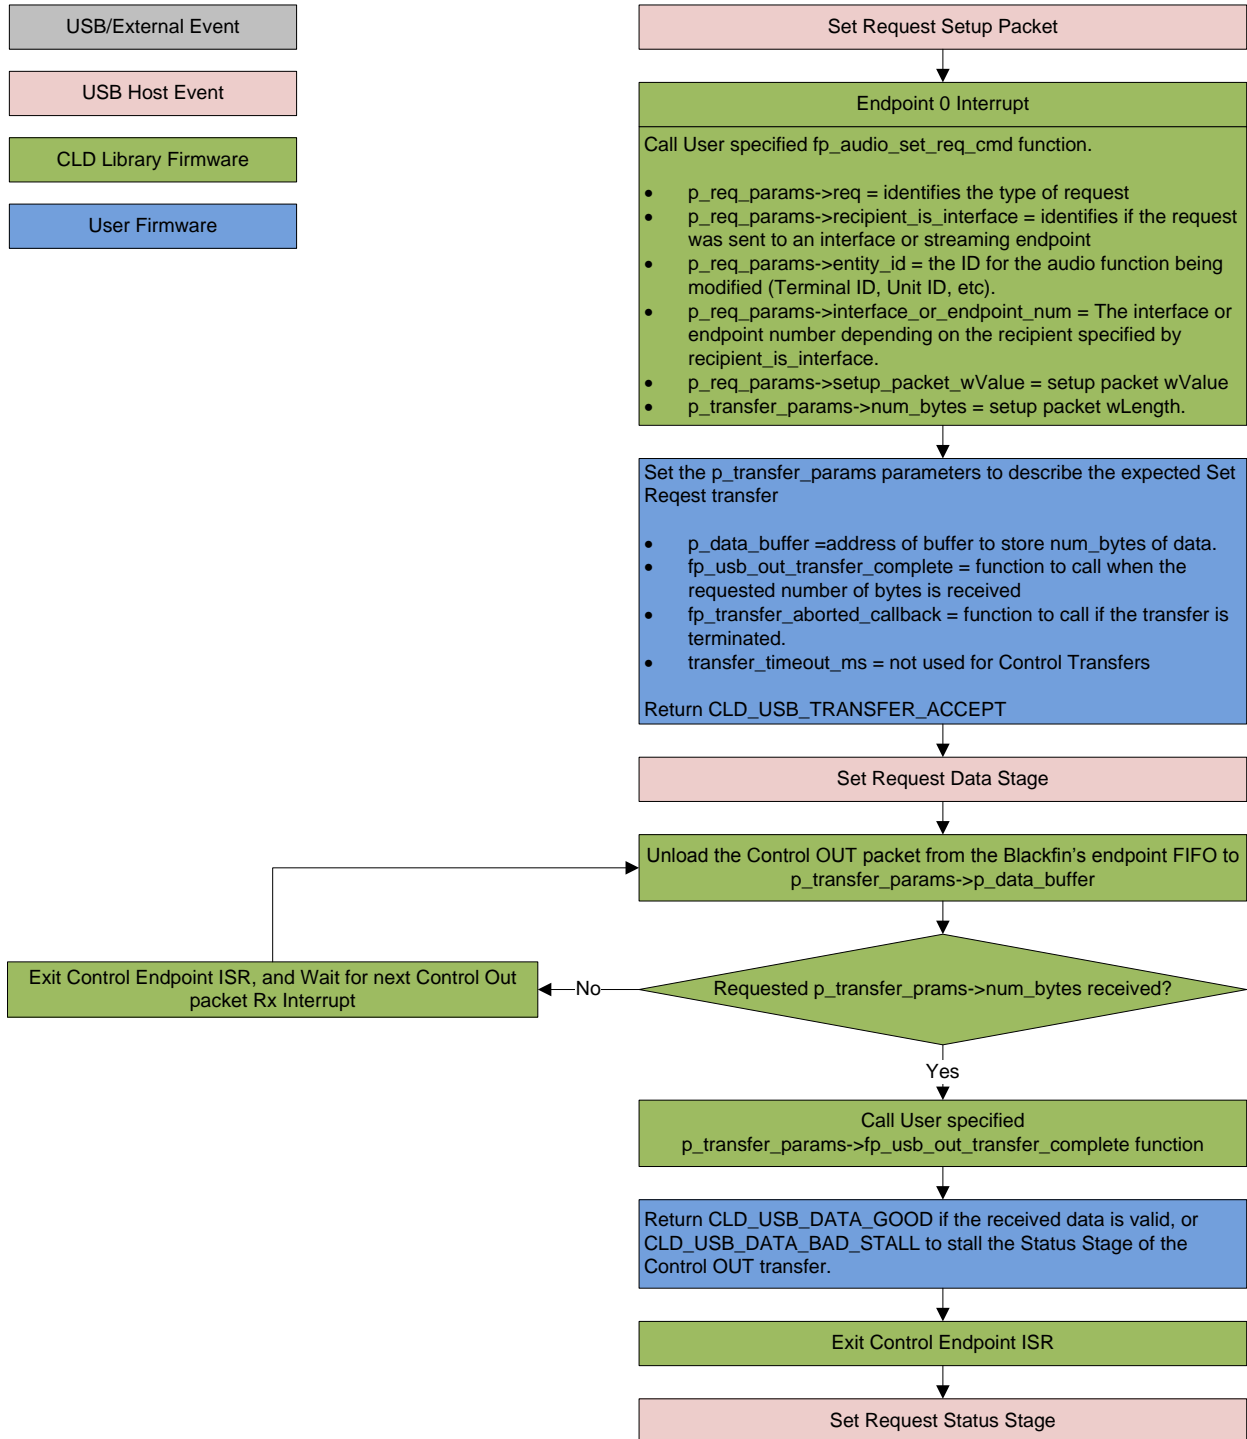 USB/External Event
USB Host Event
CLD Library Firmware
User Firmware
Set Request Setup Packet
Endpoint 0 Interrupt
Call User specified fp_audio_set_req_cmd function.
• p_req_params->req = identifies the type of request
• p_req_params->recipient_is_interface = identifies if the request
was sent to an interface or streaming endpoint
• p_req_params->entity_id = the ID for the audio function being
modified (Terminal ID, Unit ID, etc).
• p_req_params->interface_or_endpoint_num = The interface or
endpoint number depending on the recipient specified by
recipient_is_interface.
• p_req_params->setup_packet_wValue = setup packet wValue
• p_transfer_params->num_bytes = setup packet wLength.
Set the p_transfer_params parameters to describe the expected Set
Reqest transfer
• p_data_buffer =address of buffer to store num_bytes of data.
• fp_usb_out_transfer_complete = function to call when the
requested number of bytes is received
• fp_transfer_aborted_callback = function to call if the transfer is
terminated.
• transfer_timeout_ms = not used for Control Transfers
Return CLD_USB_TRANSFER_ACCEPT
Set Request Data Stage
Unload the Control OUT packet from the Blackfin's endpoint FIFO to
p_transfer_params->p_data_buffer
Exit Control Endpoint ISR, and Wait for next Control Out
packet Rx Interrupt
No
Requested p_transfer_prams->num_bytes received?
Yes
Call User specified
p_transfer_params->fp_usb_out_transfer_complete function
Return CLD_USB_DATA_GOOD if the received data is valid, or
CLD_USB_DATA_BAD_STALL to stall the Status Stage of the
Control OUT transfer.
Exit Control Endpoint ISR
Set Request Status Stage